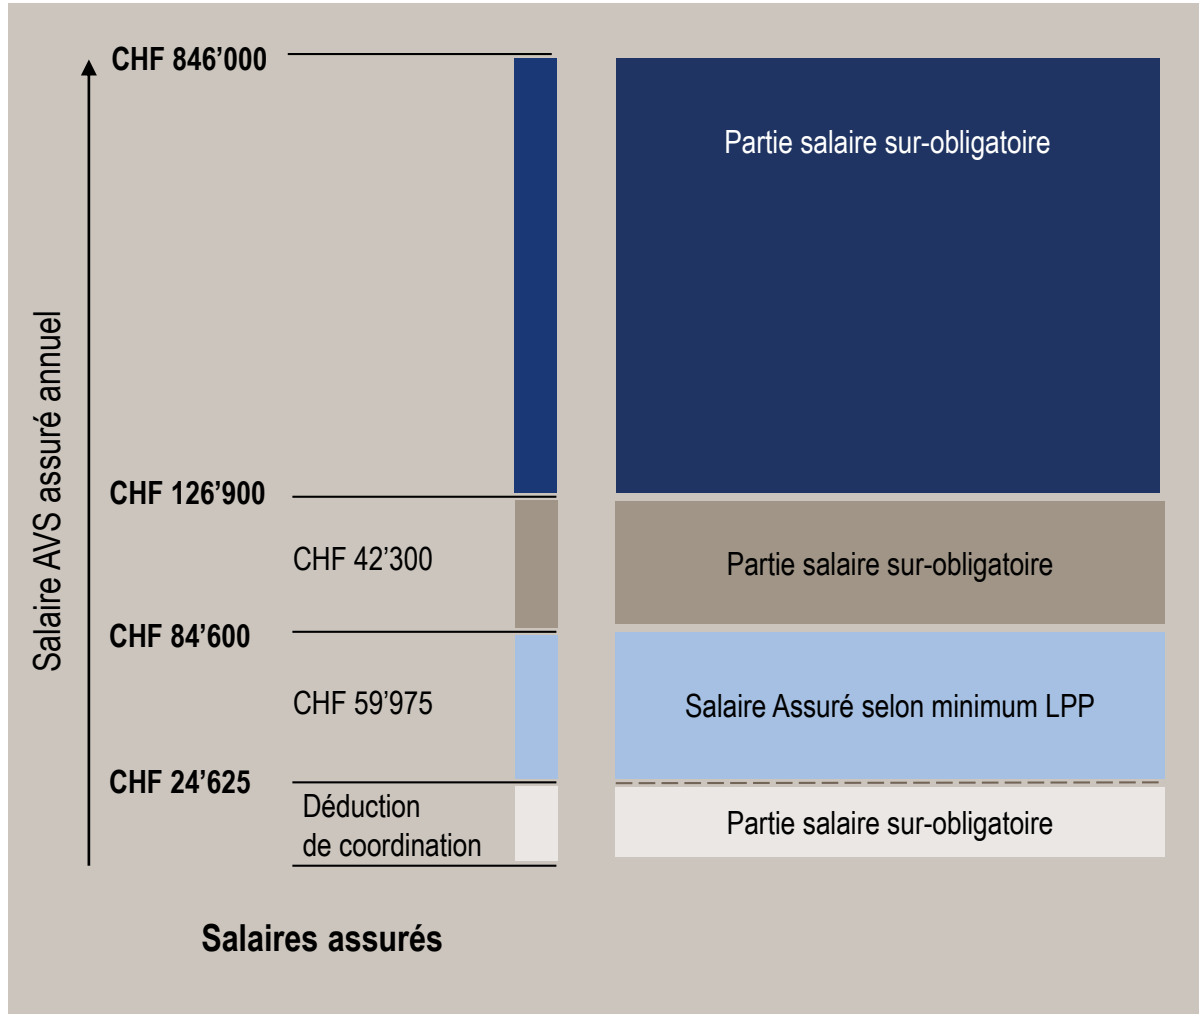 CHF 846’000
Partie salaire sur-obligatoire
Salaire AVS assuré annuel
CHF 126’900
CHF 42’300
Partie salaire sur-obligatoire
CHF 84’600
CHF 59’975
Salaire Assuré selon minimum LPP
CHF 24’625
Déduction
de coordination
Partie salaire sur-obligatoire
Salaires assurés